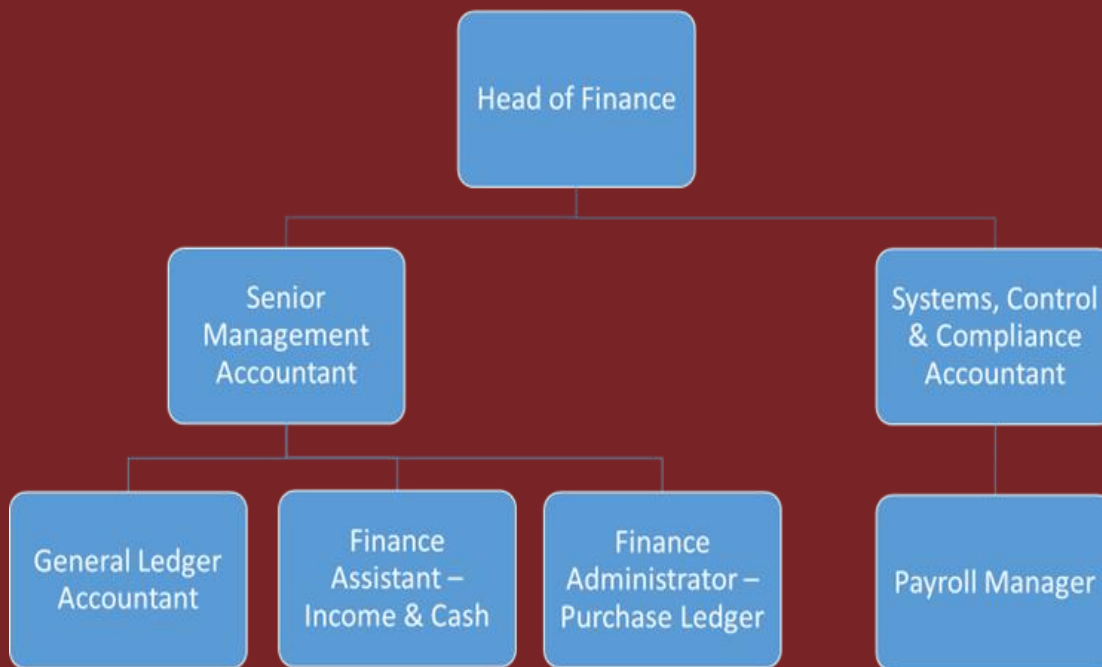 Head of Finance
Senior
Management
Accountant
Systems, Control
& Compliance
Accountant
General Ledger
Accountant
Finance
Assistant –
Income & Cash
Finance
Administrator –
Purchase Ledger
Payroll Manager